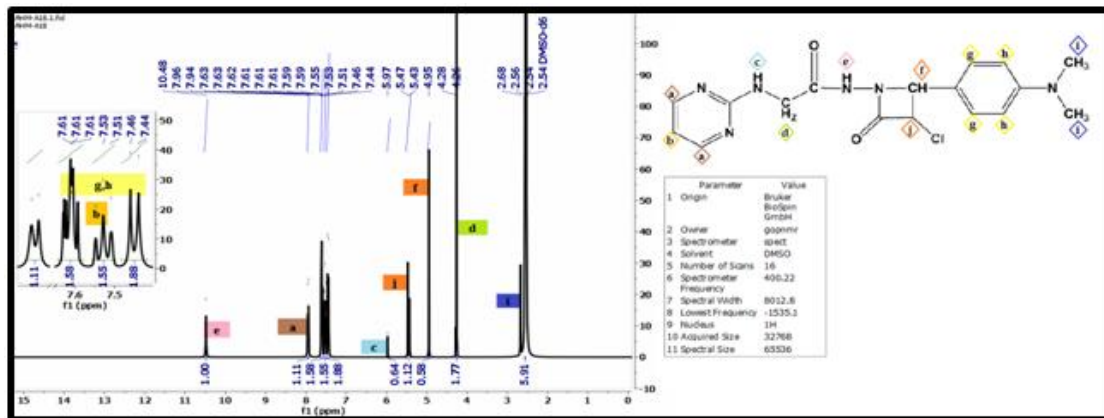 10.48
7.96
7.94
7.63
7.63
7.62
7.61
7.61
7.61
7.59
7.59
7.55
7.53
7.51
7.46
7.44
5.97
5.47
5.43
4.95
4.28
4.26
2.68
2.56
2.54
2.54 DMSO-d6
7.61
7.61
7.61
7.53
7.51
7.46
7.44
g,h
b
1.11
1.58
1.55
1.88
7.6 7.5
f1 (ppm)
100
90
80
70
60
50
40
30
20
10
0
-10
50
40
30
20
10
0
e
a
c
j
f
d
i
1.00
1.11
1.58
1.55
1.88
0.64
1.12
0.58
1.77
5.91
15 14 13 12 11 10 9 8 7 6 5 4 3 2 1 0
f1 (ppm)
a
b
a
N
N
c
H
N
d
C
H2
O
e
H
N
N
O
f
j
Cl
g
g
h
h
N
i
CH3
CH3
i
Parameter Value
1 Origin Bruker
BioSpin
GmbH
2 Owner gopnmr
3 Spectrometer spect
4 Solvent DMSO
5 Number of Scans 16
6 Spectrometer 400.22
Frequency
7 Spectral Width 8012.8
8 Lowest Frequency -1535.1
9 Nucleus 1H
10 Acquired Size 32768
11 Spectral Size 65536